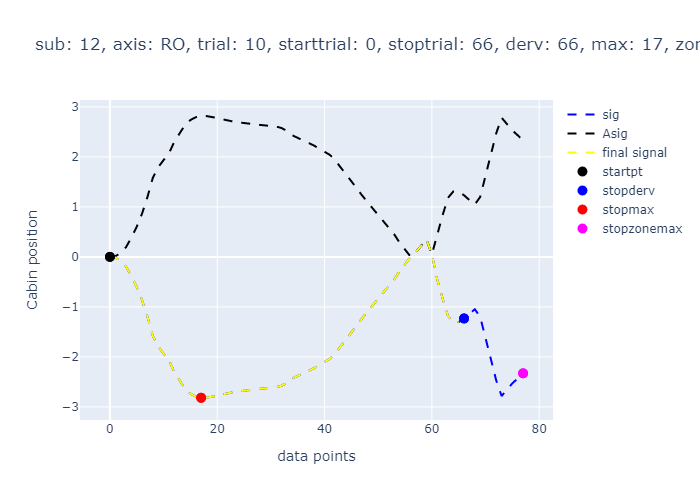 sub: 12, axis: RO, trial: 10, starttrial: 0, stoptrial: 66, derv: 66, max: 17, zor
3
2
1
0
−1
−2
−3
Cabin position
0
20
40
60
80
data points
sig
Asig
final signal
startpt
stopderv
stopmax
stopzonemax